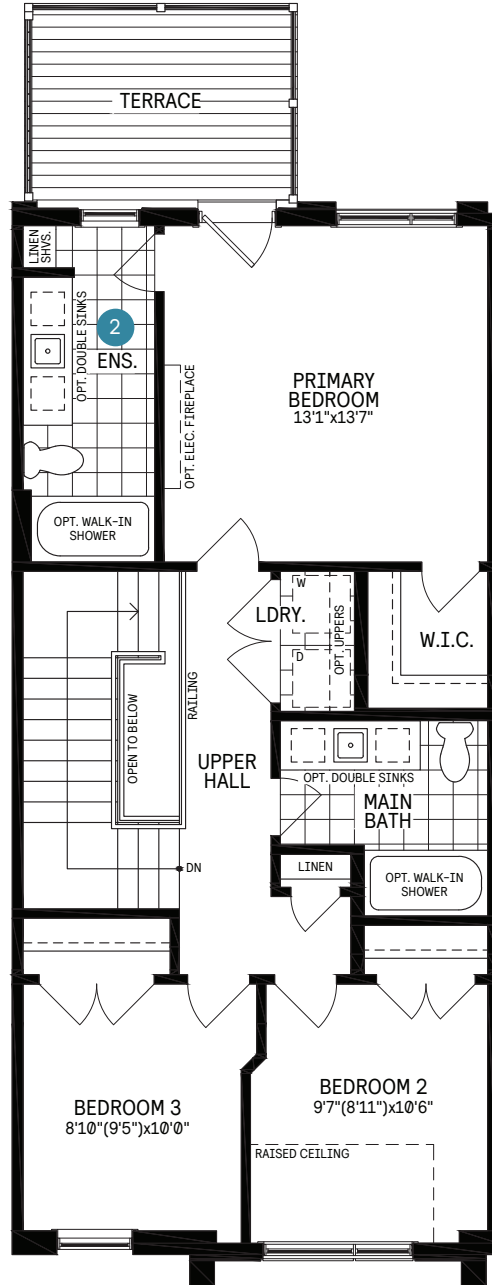 TERRACE
LINEN
SHVS.
OPT. DOUBLE SINKS
2
ENS.
OPT. ELEC. FIREPLACE
PRIMARY
BEDROOM
13'1"x13'7"
OPT. WALK-IN
SHOWER
W
LDRY.
D
OPT. UPPERS
W.I.C.
RAILING
OPEN TO BELOW
UPPER
HALL
OPT. DOUBLE SINKS
MAIN
BATH
DN
LINEN
OPT. WALK-IN
SHOWER
BEDROOM 3
8'10"(9'5")x10'0"
BEDROOM 2
9'7"(8'11")x10'6"
RAISED CEILING